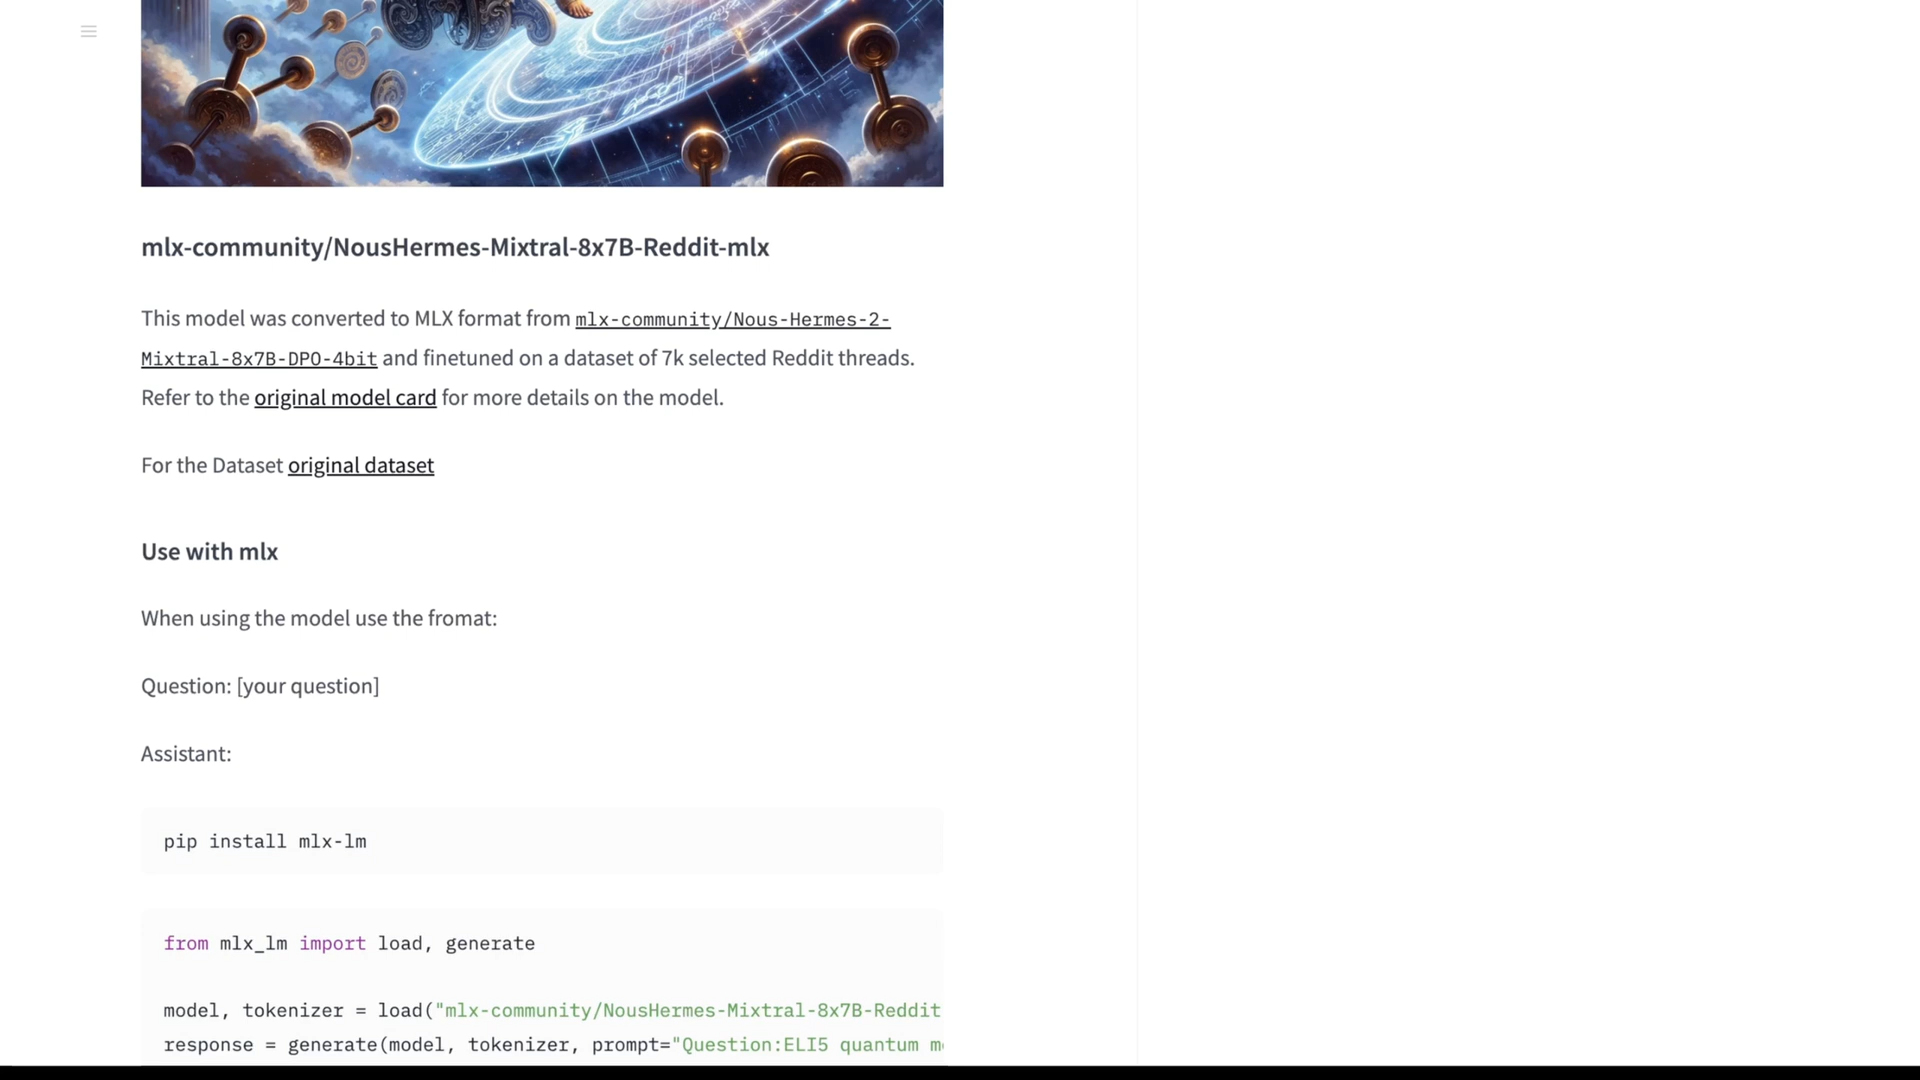 mlx-community/NousHermes-Mixtral-8x7B-Reddit-mlx
This model was converted to MLX format from mlx-community/Nous-Hermes-2-
Mixtral-8x7B-DPO-4bit and finetuned on a dataset of 7k selected Reddit threads.
Refer to the original model card for more details on the model.
For the Dataset original dataset
Use with mlx
When using the model use the fromat:
Question: [your question]
Assistant:
pip install mlx-lm
from mlx_lm import load, generate
model, tokenizer = load("mlx-community/NousHermes-Mixtral-8x7B-Reddit
response = generate(model, tokenizer, prompt="Question:ELI5 quantum